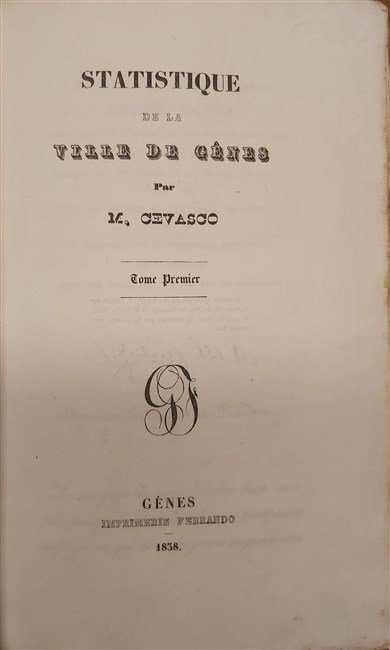 STATISTIQUE
DE LA
VILLE DE GÊNES
Par
M. CEVASCO
Tome Premier
GÊNES
IMPRIMERIE FERRANDO
1838.